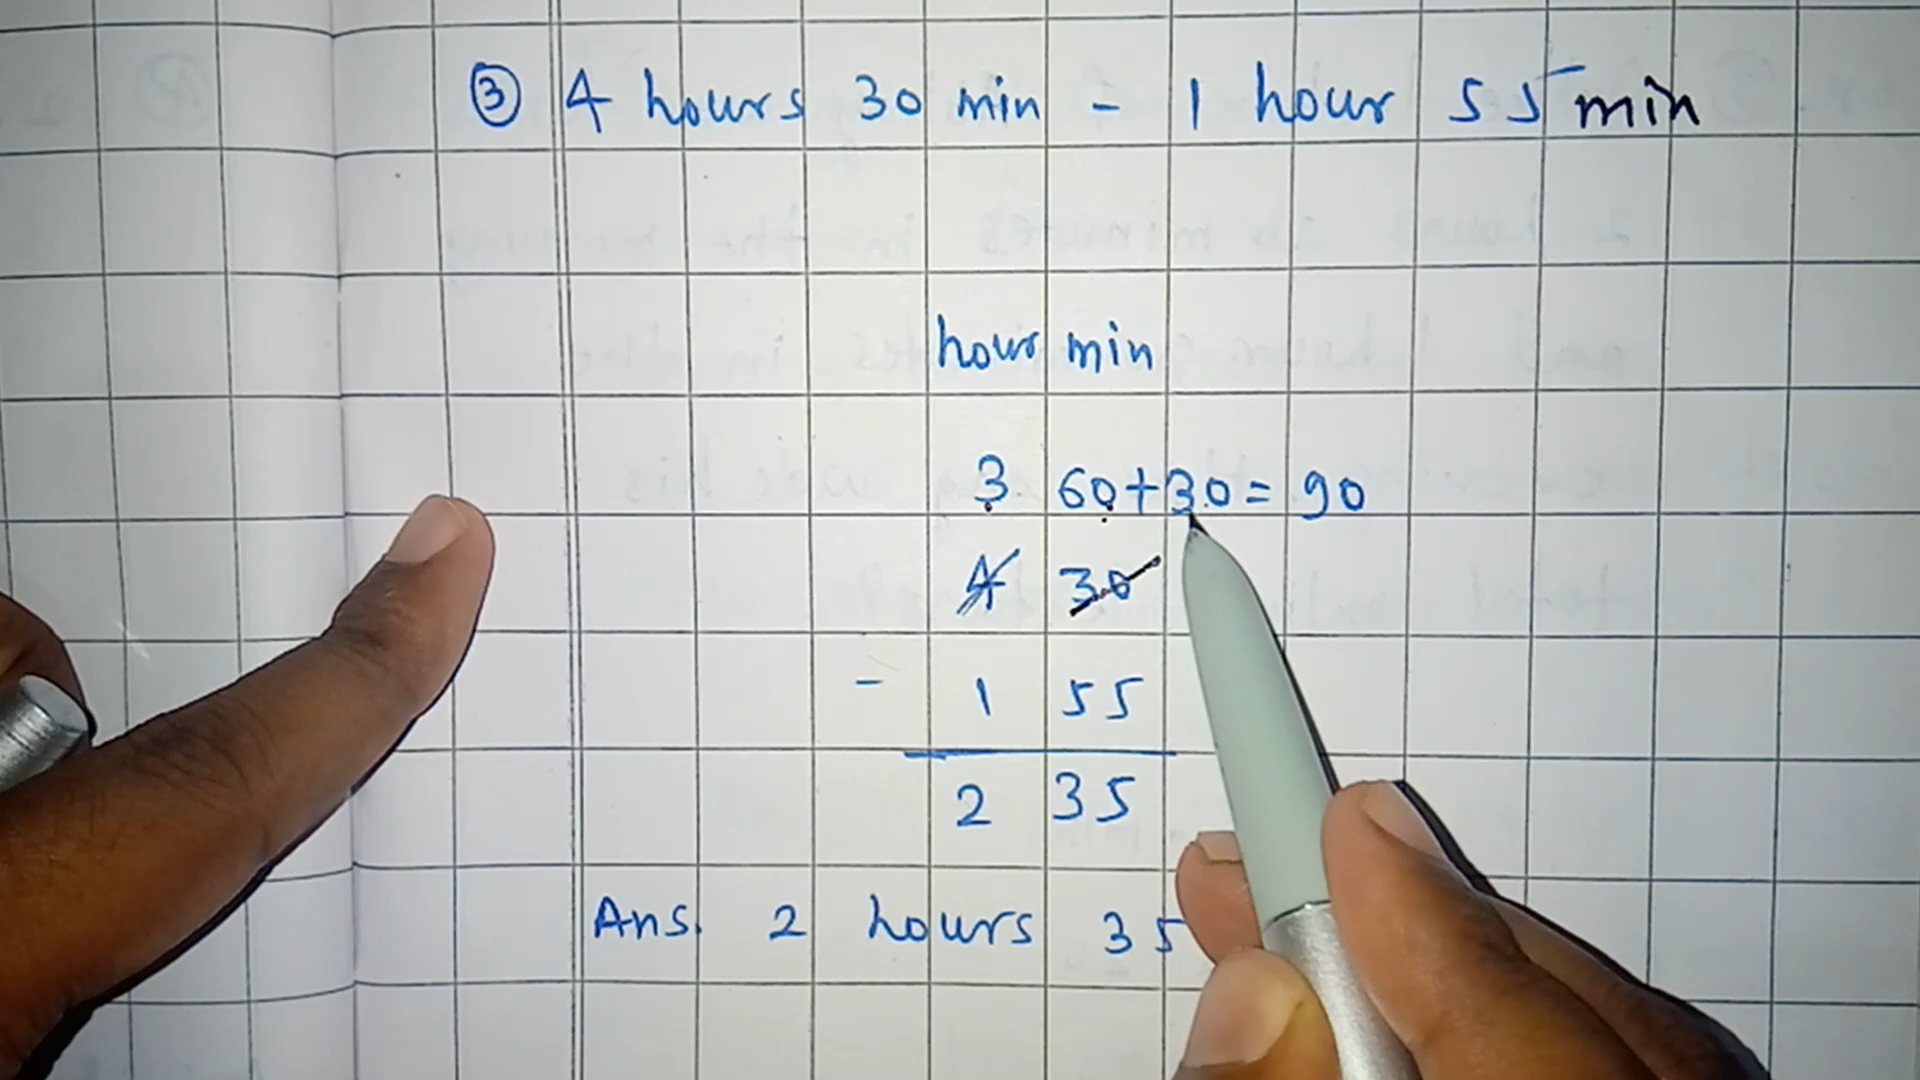 ③ 4 hours 30 min - 1 hour 55 min
hour min
3 60+30= 90
4 30
- 1 55
2 35
Ans. 2 hours 35